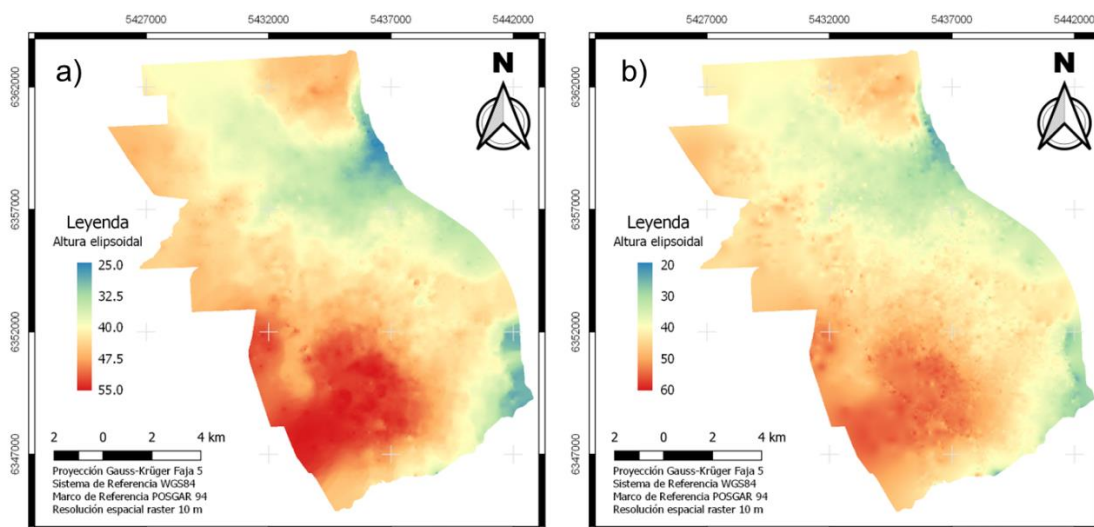 5427000 5432000 5437000 5442000
a)
N
6362000
6357000
6352000
6347000
Leyenda
Altura elipsoidal
25.0
32.5
40.0
47.5
55.0
2 0 2 4 km
Proyección Gauss-Krüger Faja 5
Sistema de Referencia WGS84
Marco de Referencia POSGAR 94
Resolución espacial raster 10 m
5427000 5432000 5437000 5442000
b)
N
6362000
6357000
6352000
6347000
Leyenda
Altura elipsoidal
20
30
40
50
60
2 0 2 4 km
Proyección Gauss-Krüger Faja 5
Sistema de Referencia WGS84
Marco de Referencia POSGAR 94
Resolución espacial raster 10 m